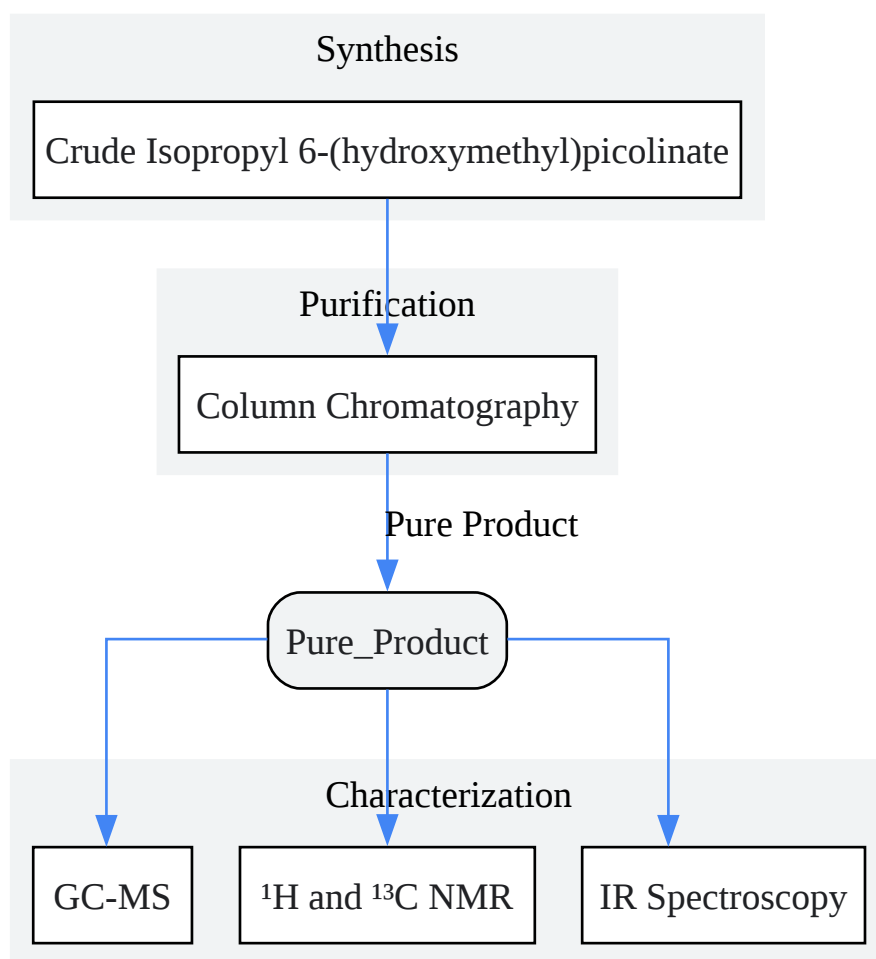 Synthesis
Crude Isopropyl 6-(hydroxymethyl)picolinate
Purification
Column Chromatography
Pure Product
Pure_Product
Characterization
GC-MS
¹H and ¹³C NMR
IR Spectroscopy